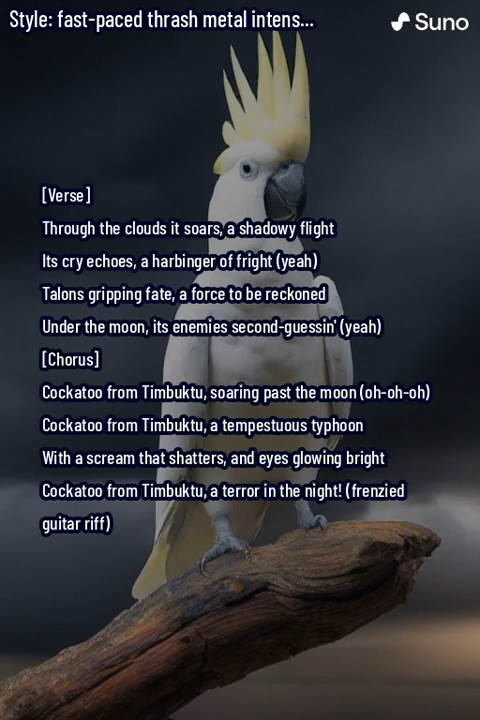 Style: fast-paced thrash metal intens...
Suno
[Verse]
Through the clouds it soars, a shadowy flight
Its cry echoes, a harbinger of fright (yeah)
Talons gripping fate, a force to be reckoned
Under the moon, its enemies second-guessin' (yeah)
[Chorus]
Cockatoo from Timbuktu, soaring past the moon (oh-oh-oh)
Cockatoo from Timbuktu, a tempestuous typhoon
With a scream that shatters, and eyes glowing bright
Cockatoo from Timbuktu, a terror in the night! (frenzied
guitar riff)